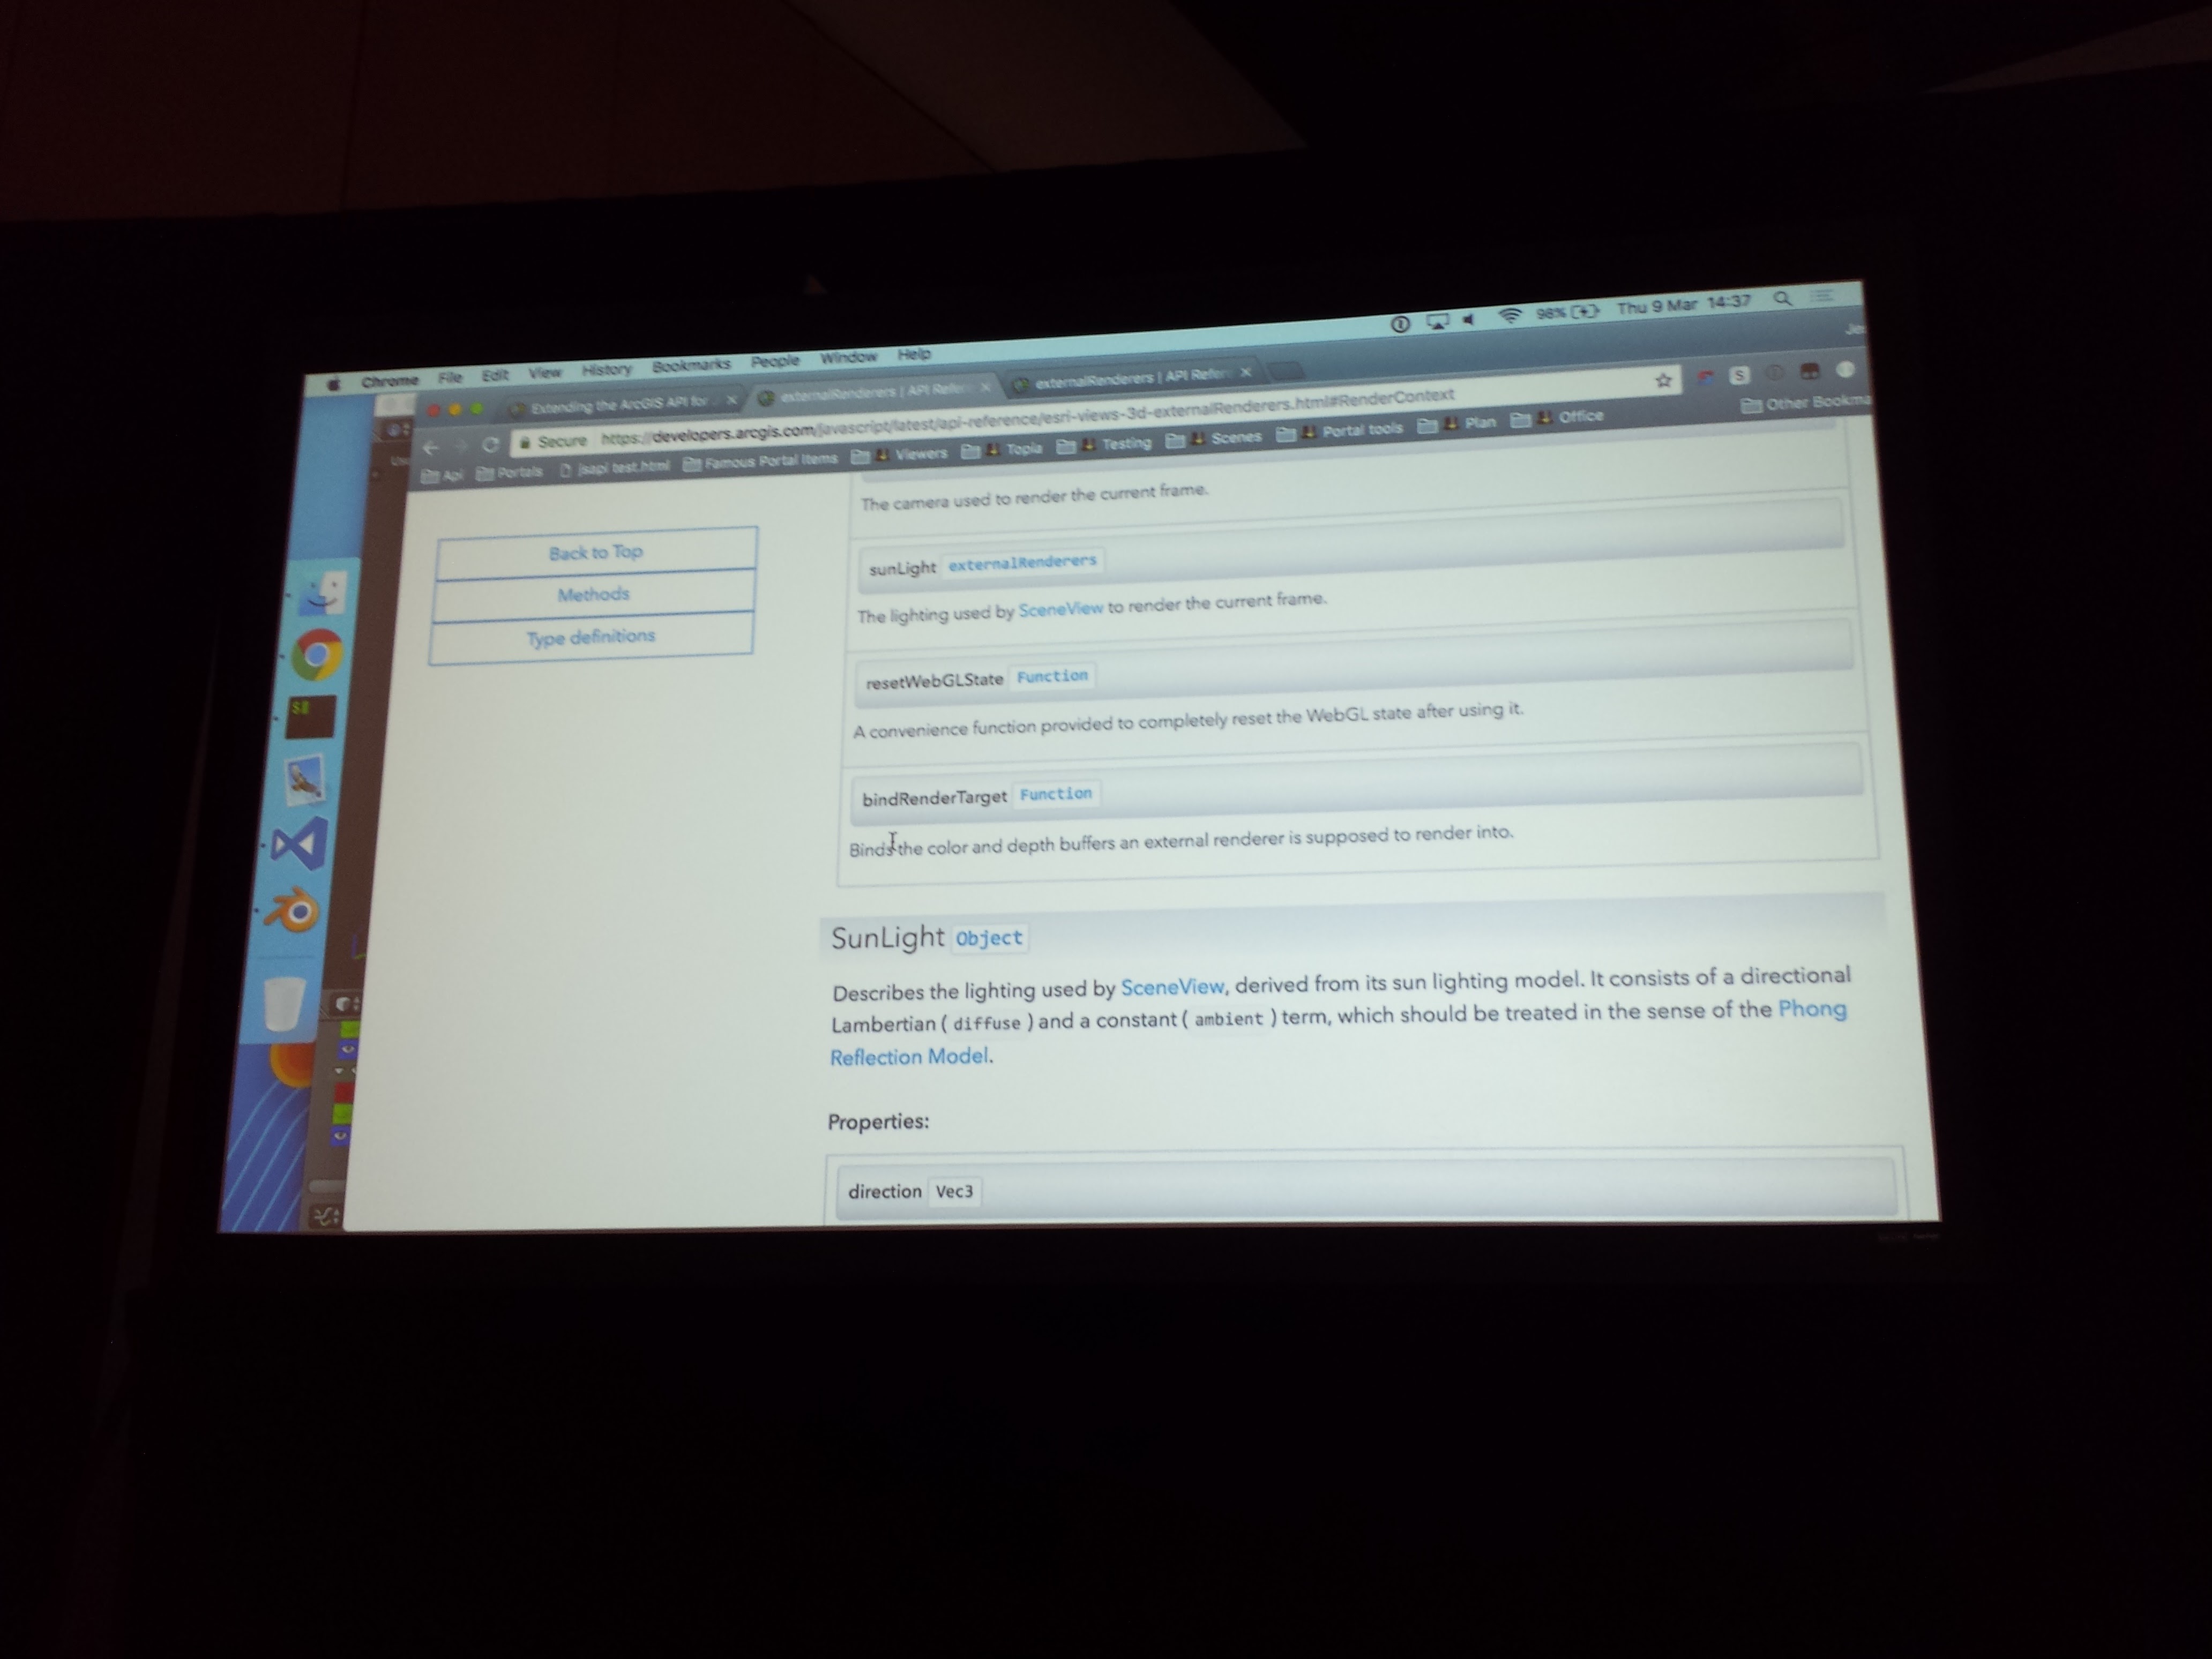 Chrome File Edit View History Bookmarks People Window Help 98% Thu 9 Mar 14:37
Extending the ArcGIS API for externalRenderers | API Refer externalRenderers | API Refer
Secure https://developers.arcgis.com/javascript/latest/api-reference/esri-views-3d-externalRenderers.html#RenderContext
Api Portals jsapi test.html Famous Portal Items Viewers Topia Testing Scenes Portal tools Plan Office Other Bookma
Back to Top
Methods
Type definitions
The camera used to render the current frame.
sunLight externalRenderers
The lighting used by SceneView to render the current frame.
resetWebGLState Function
A convenience function provided to completely reset the WebGL state after using it.
bindRenderTarget Function
Binds the color and depth buffers an external renderer is supposed to render into.
SunLight Object
Describes the lighting used by SceneView, derived from its sun lighting model. It consists of a directional
Lambertian ( diffuse ) and a constant ( ambient ) term, which should be treated in the sense of the Phong
Reflection Model.
Properties:
direction Vec3